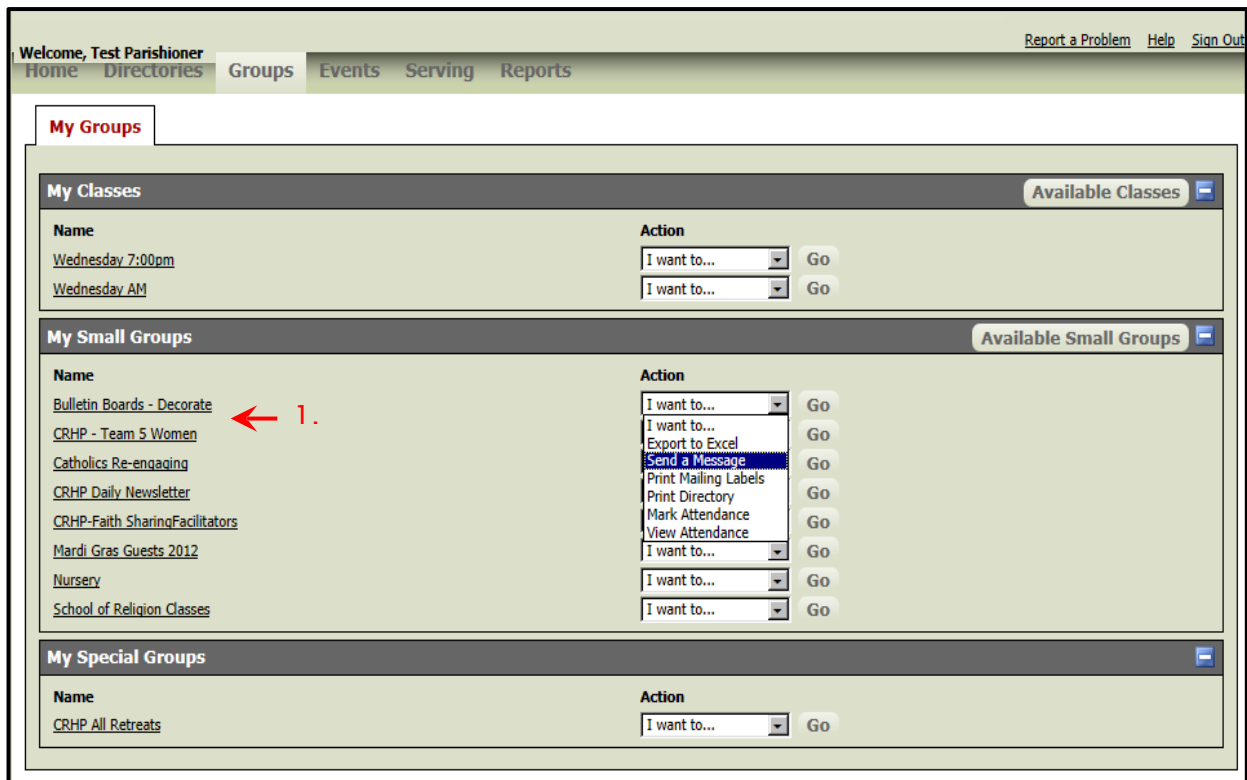 Report a Problem Help Sign Out
Welcome, Test Parishioner
Home Directories Groups Events Serving Reports
My Groups
My Classes Available Classes
Name Action
Wednesday 7:00pm I want to... Go
Wednesday AM I want to... Go
My Small Groups Available Small Groups
Name Action
Bulletin Boards - Decorate I want to... Go
1.
I want to...
CRHP - Team 5 Women Go
Export to Excel
Catholics Re-engaging Send a Message Go
Print Mailing Labels
CRHP Daily Newsletter Print Directory Go
Mark Attendance
CRHP-Faith SharingFacilitators Go
View Attendance
Mardi Gras Guests 2012 I want to... Go
Nursery I want to... Go
School of Religion Classes I want to... Go
My Special Groups
Name Action
CRHP All Retreats I want to... Go